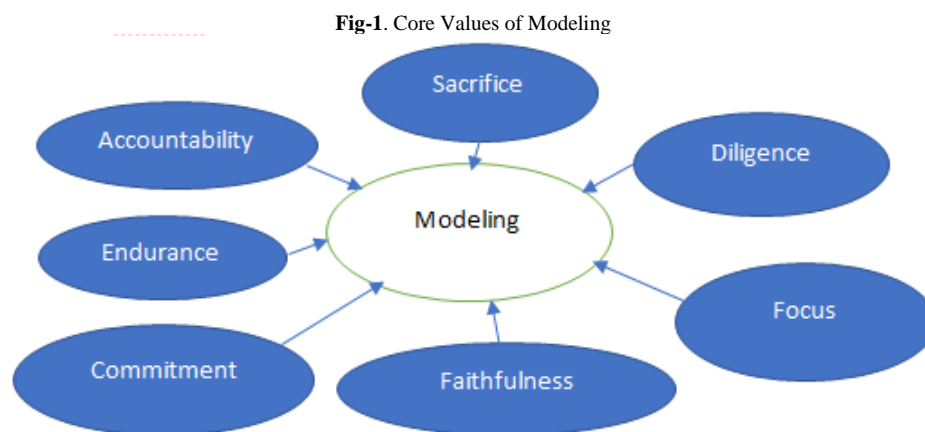 Fig-1. Core Values of Modeling
Sacrifice
Accountability
Diligence
Modeling
Endurance
Focus
Commitment
Faithfulness